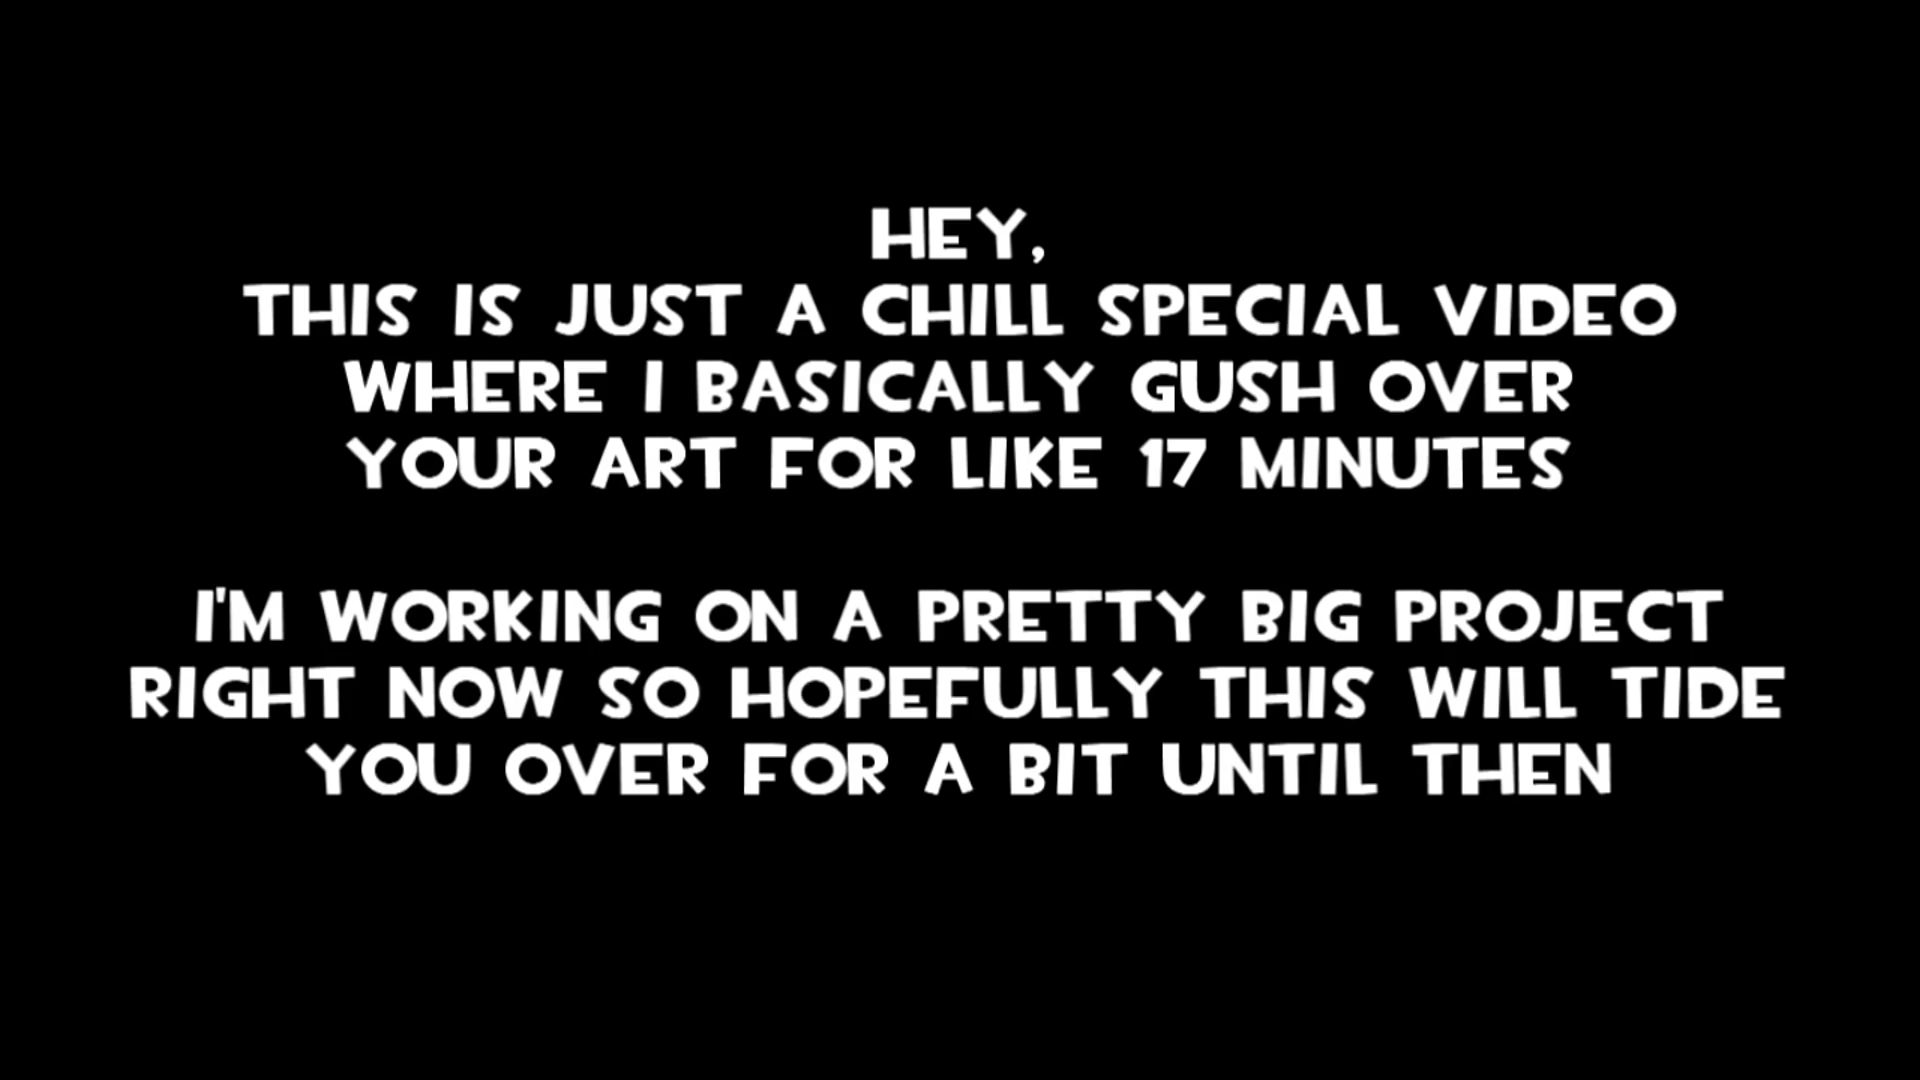 HEY,
THIS IS JUST A CHILL SPECIAL VIDEO
WHERE I BASICALLY GUSH OVER
YOUR ART FOR LIKE 17 MINUTES
I'M WORKING ON A PRETTY BIG PROJECT
RIGHT NOW SO HOPEFULLY THIS WILL TIDE
YOU OVER FOR A BIT UNTIL THEN